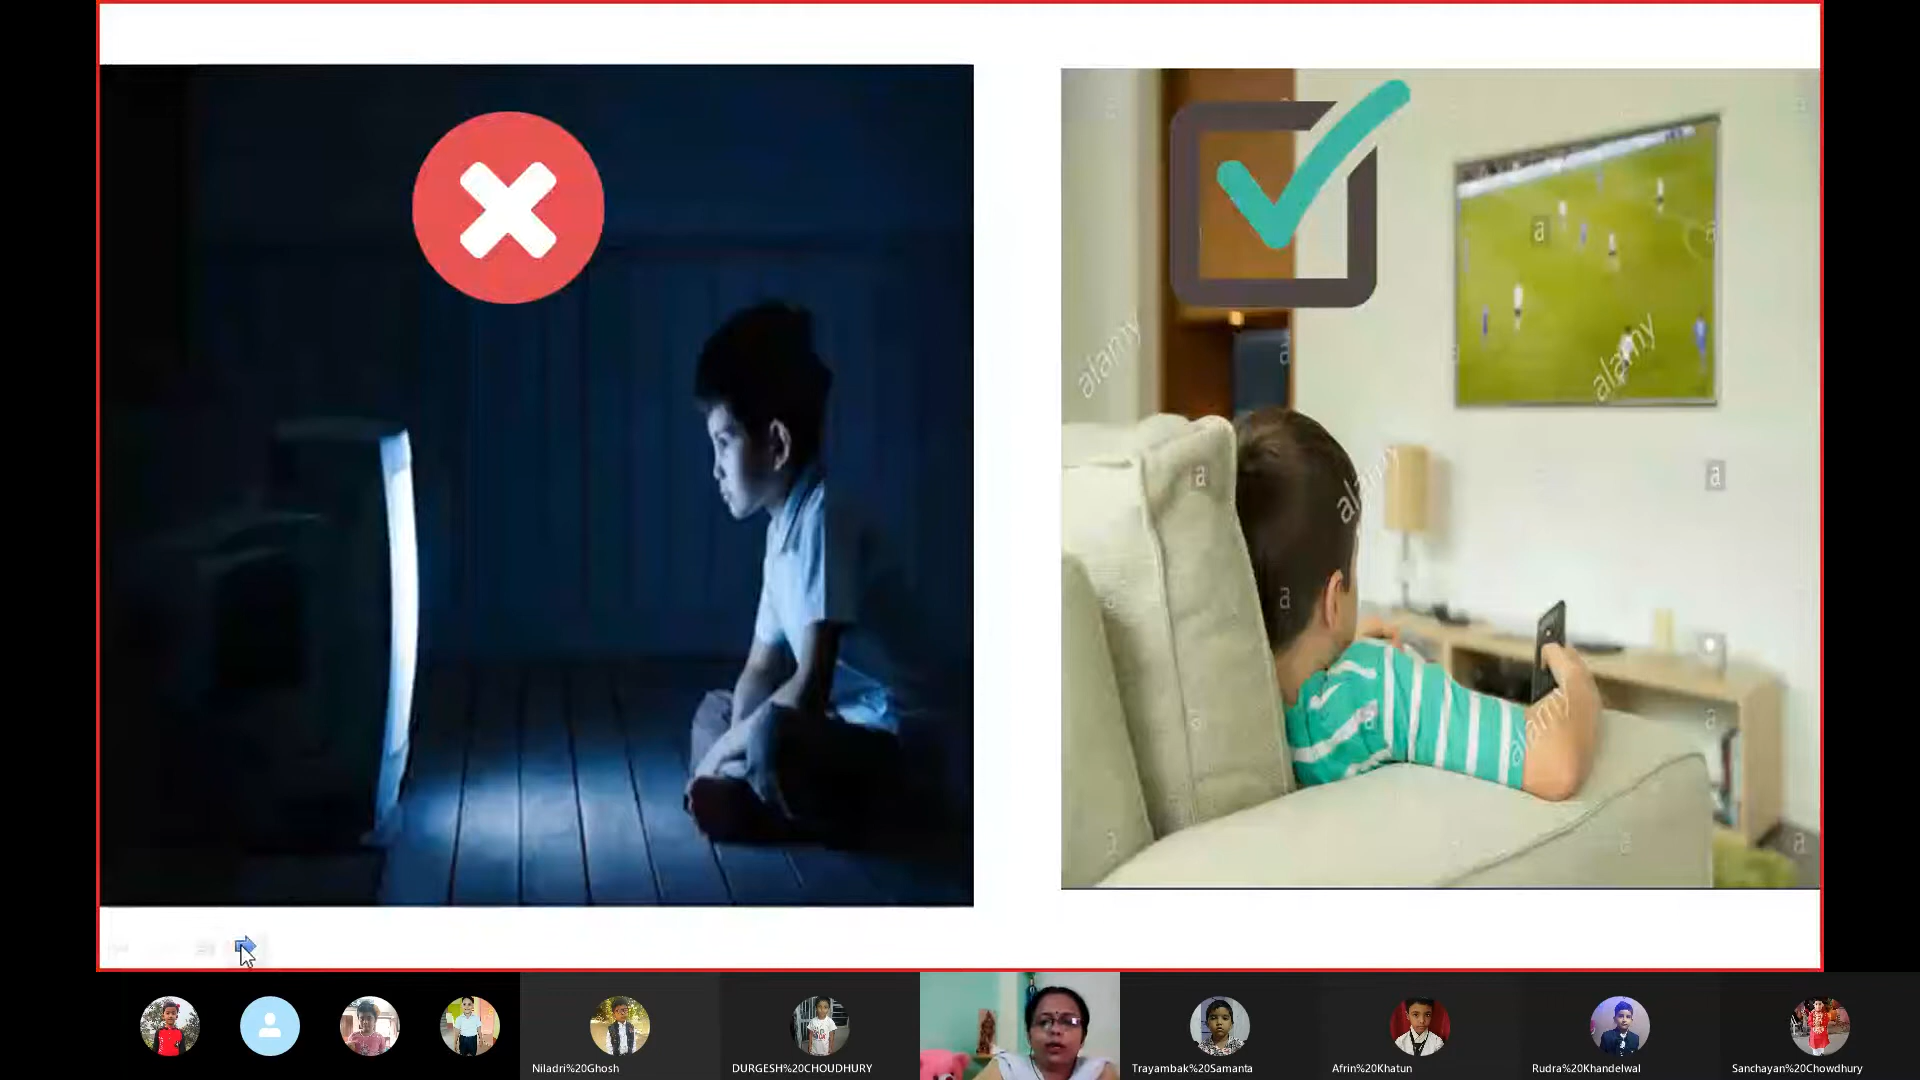 alamy
alamy
alamy
alamy
a
a
a
a
a
a
a
a
Niladri%20Ghosh
DURGESH%20CHOUDHURY
Trayambak%20Samanta
Afrin%20Khatun
Rudra%20Khandelwal
Sanchayan%20Chowdhury